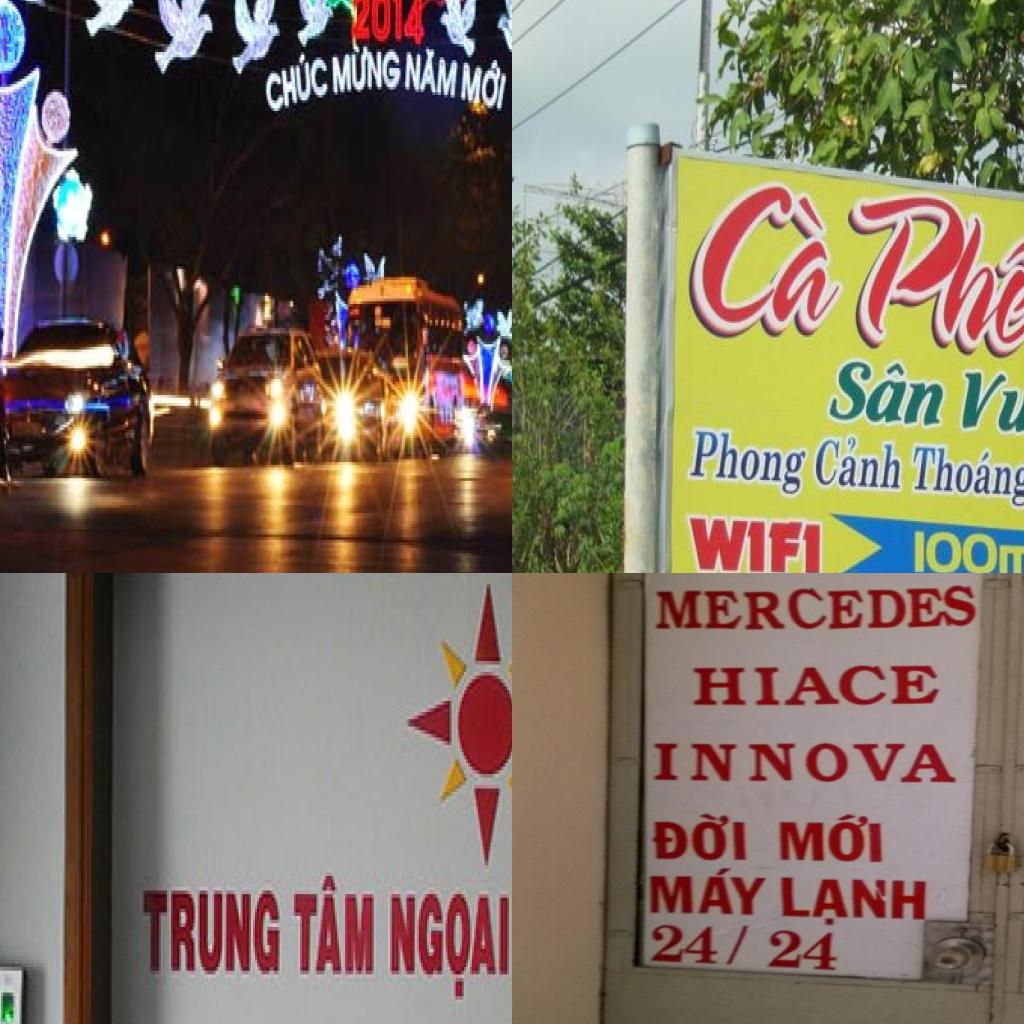 2014
CHÚC MỪNG NĂM MỚI
Cà Phê
Sân Vư
Phong Cảnh Thoáng
WIFI 100m
TRUNG TÂM NGOẠI
MERCEDES
HIACE
INNOVA
ĐỜI MỚI
MÁY LẠNH
24/24